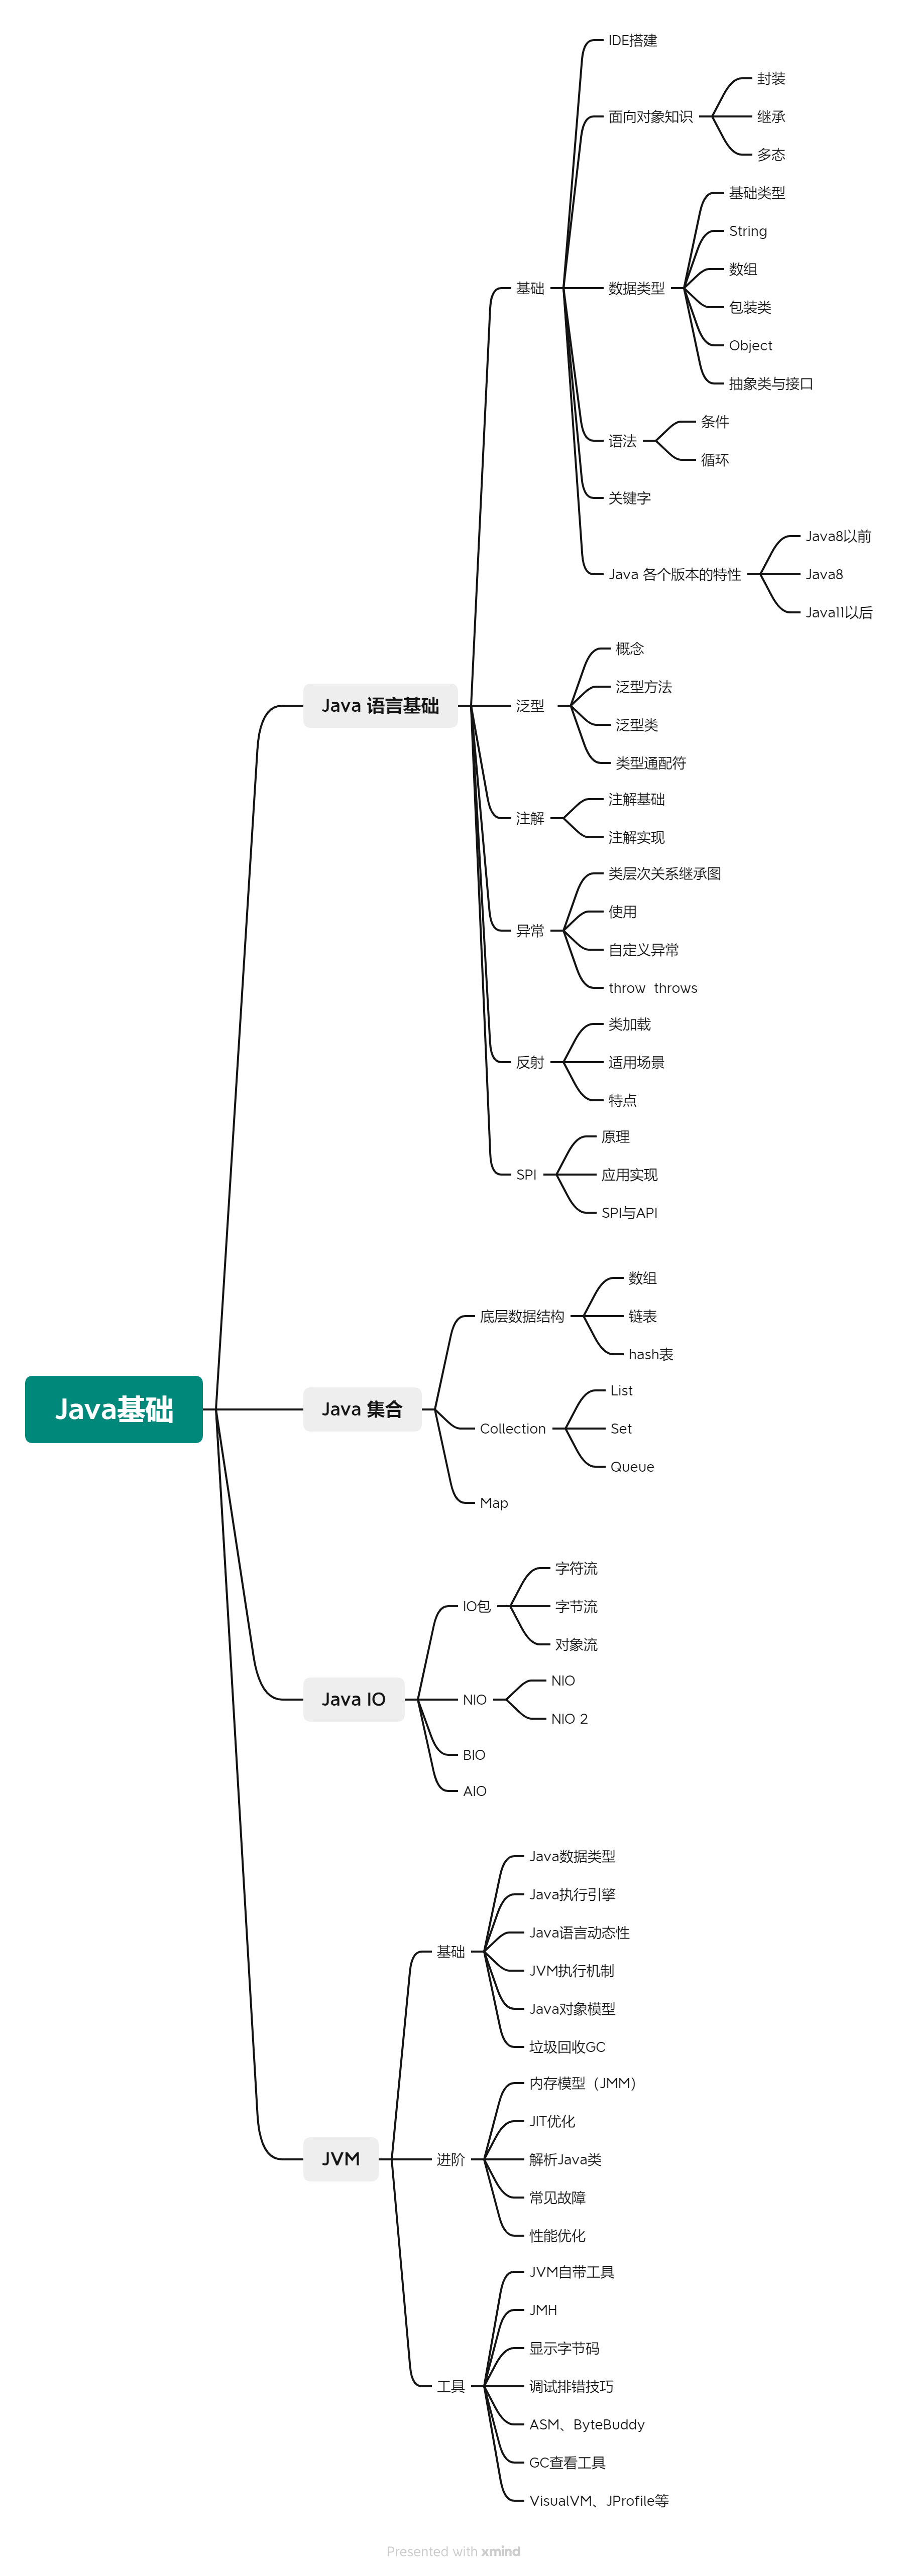 Java基础
Java 语言基础
基础
IDE搭建
面向对象知识
封装
继承
多态
数据类型
基础类型
String
数组
包装类
Object
抽象类与接口
语法
条件
循环
关键字
Java 各个版本的特性
Java8以前
Java8
Java11以后
泛型
概念
泛型方法
泛型类
类型通配符
注解
注解基础
注解实现
异常
类层次关系继承图
使用
自定义异常
throw throws
反射
类加载
适用场景
特点
SPI
原理
应用实现
SPI与API
Java 集合
底层数据结构
数组
链表
hash表
Collection
List
Set
Queue
Map
Java IO
IO包
字符流
字节流
对象流
NIO
NIO
NIO 2
BIO
AIO
JVM
基础
Java数据类型
Java执行引擎
Java语言动态性
JVM执行机制
Java对象模型
垃圾回收GC
进阶
内存模型（JMM）
JIT优化
解析Java类
常见故障
性能优化
工具
JVM自带工具
JMH
显示字节码
调试排错技巧
ASM、ByteBuddy
GC查看工具
VisualVM、JProfile等
Presented with xmind